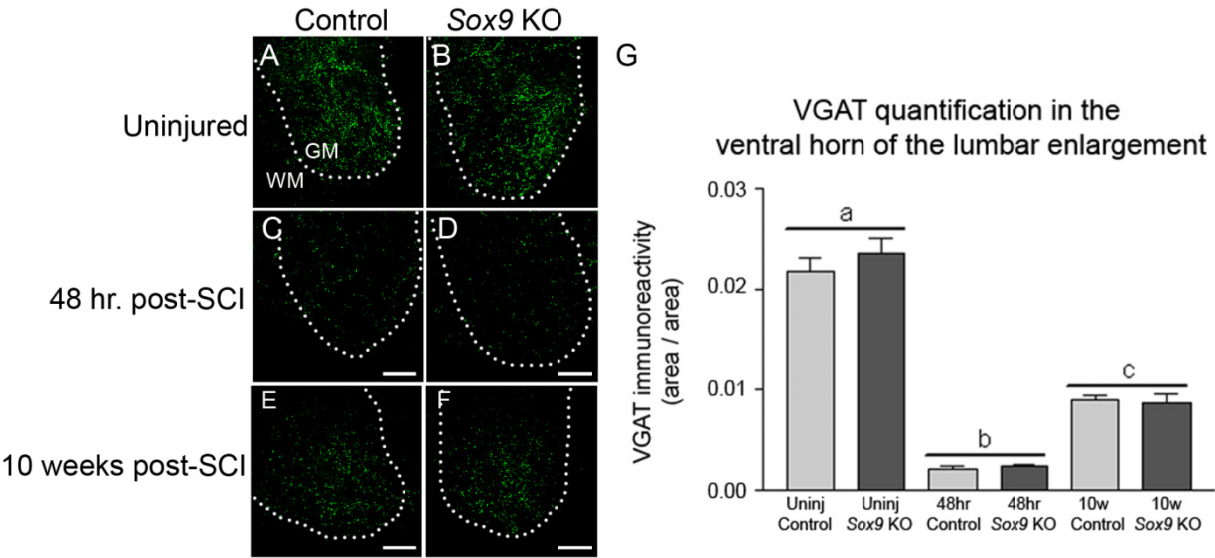 Control
Sox9 KO
Uninjured
48 hr. post-SCI
10 weeks post-SCI
A
B
GM
WM
C
D
E
F
G
VGAT quantification in the
ventral horn of the lumbar enlargement
VGAT immunoreactivity
(area / area)
0.03
0.02
0.01
0.00
a
b
c
Uninj
Control
Uninj
Sox9 KO
48hr
Control
48hr
Sox9 KO
10w
Control
10w
Sox9 KO